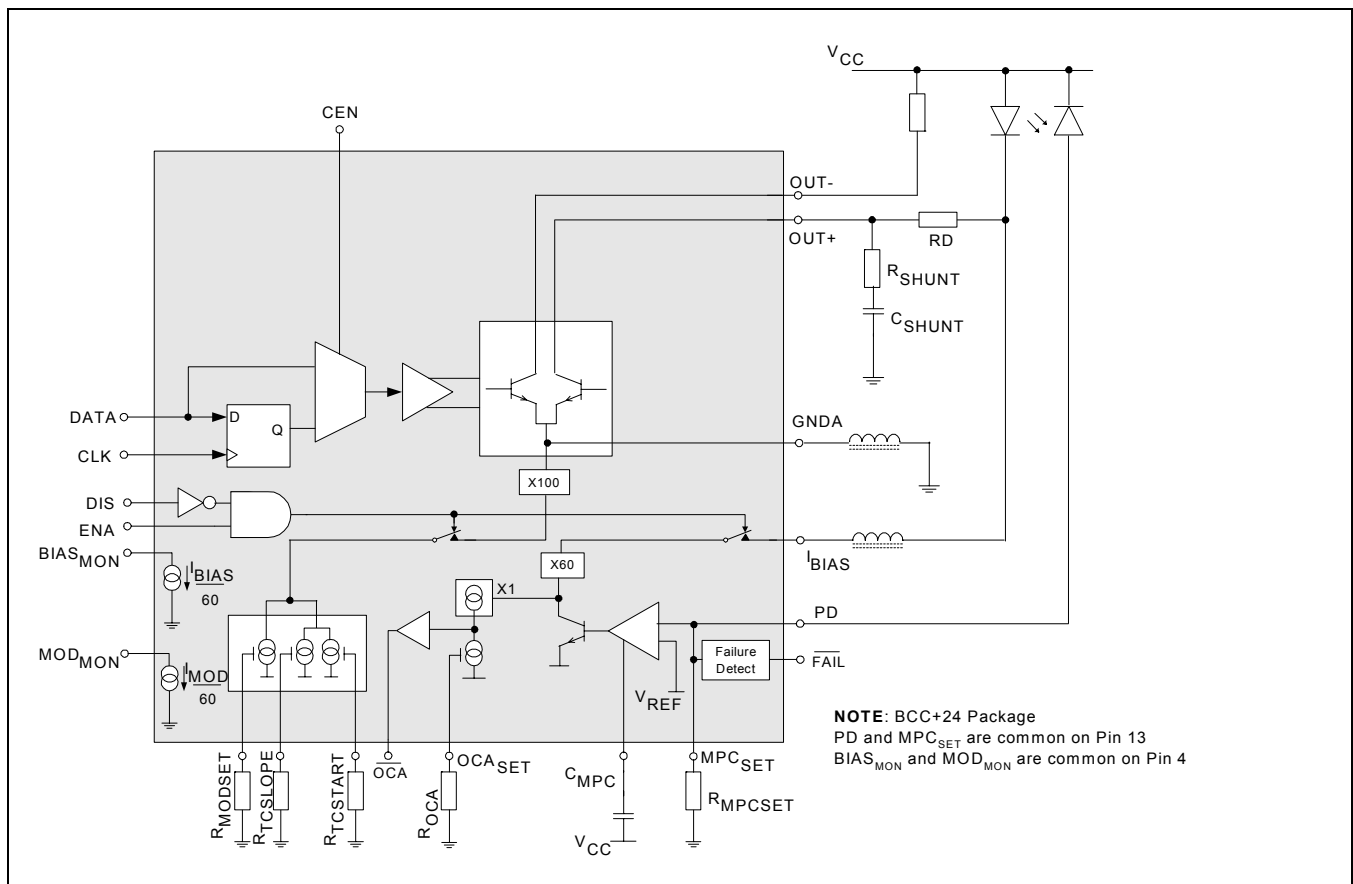 VCC
CEN
OUT-
OUT+
RD
RSHUNT
CSHUNT
DATA
D
Q
CLK
GNDA
X100
DIS
ENA
BIASMON
IBIAS
60
X60
IBIAS
X1
PD
MODMON
IMOD
60
Failure
Detect
FAIL
VREF
NOTE: BCC+24 Package
PD and MPCSET are common on Pin 13
BIASMON and MODMON are common on Pin 4
RMODSET
RTCSLOPE
RTCSTART
OCA
OCASET
ROCA
CMPC
VCC
MPCSET
RMPCSET